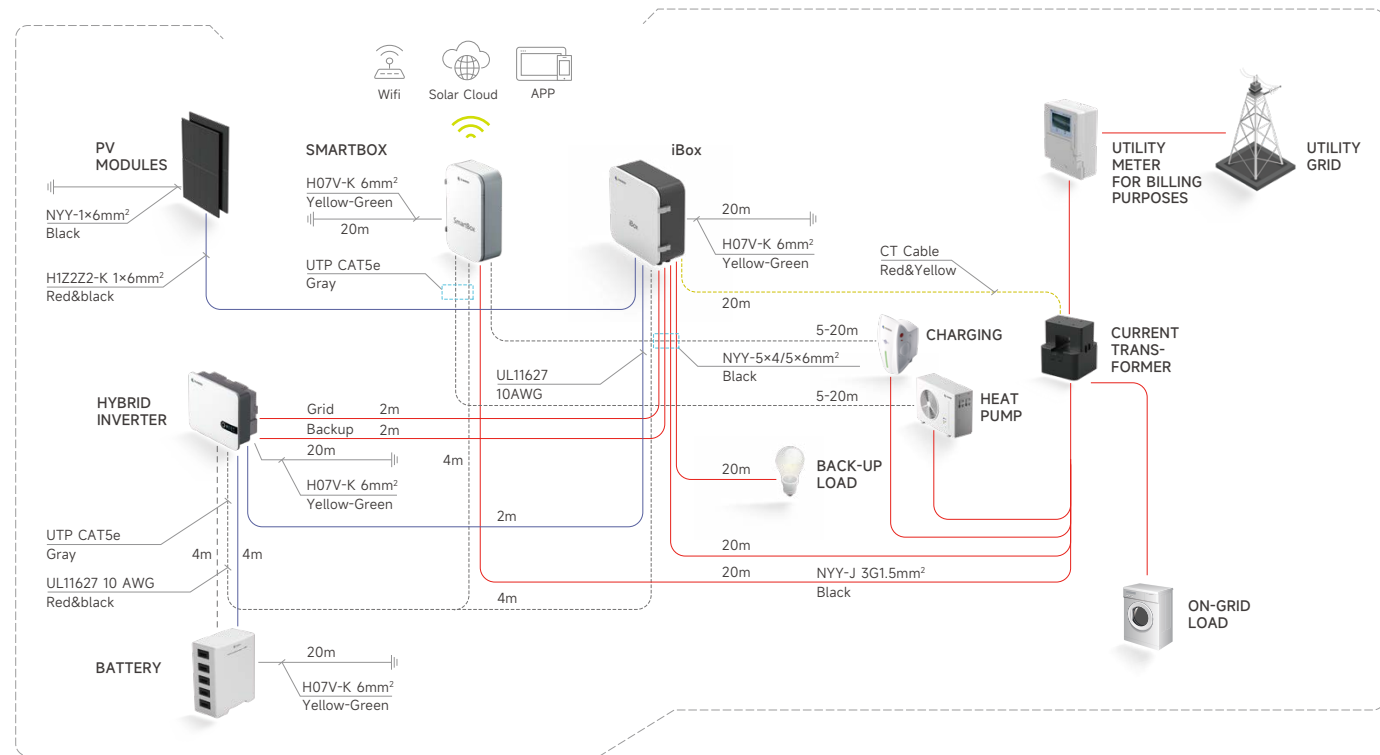 Wifi
Solar Cloud
APP
PV
MODULES
NYY-1×6mm²
Black
H1Z2Z2-K 1×6mm²
Red&black
SMARTBOX
H07V-K 6mm²
Yellow-Green
20m
UTP CAT5e
Gray
SmartBox
iBox
iBox
20m
H07V-K 6mm²
Yellow-Green
CT Cable
Red&Yellow
20m
UTILITY
METER
FOR BILLING
PURPOSES
UTILITY
GRID
5-20m
CHARGING
NYY-5×4/5×6mm²
Black
UL11627
10AWG
5-20m
HEAT
PUMP
CURRENT
TRANS-
FORMER
HYBRID
INVERTER
Grid 2m
Backup 2m
20m
H07V-K 6mm²
Yellow-Green
4m
20m
BACK-UP
LOAD
2m
UTP CAT5e
Gray
4m
4m
UL11627 10 AWG
Red&black
20m
20m
NYY-J 3G1.5mm²
Black
4m
ON-GRID
LOAD
BATTERY
20m
H07V-K 6mm²
Yellow-Green